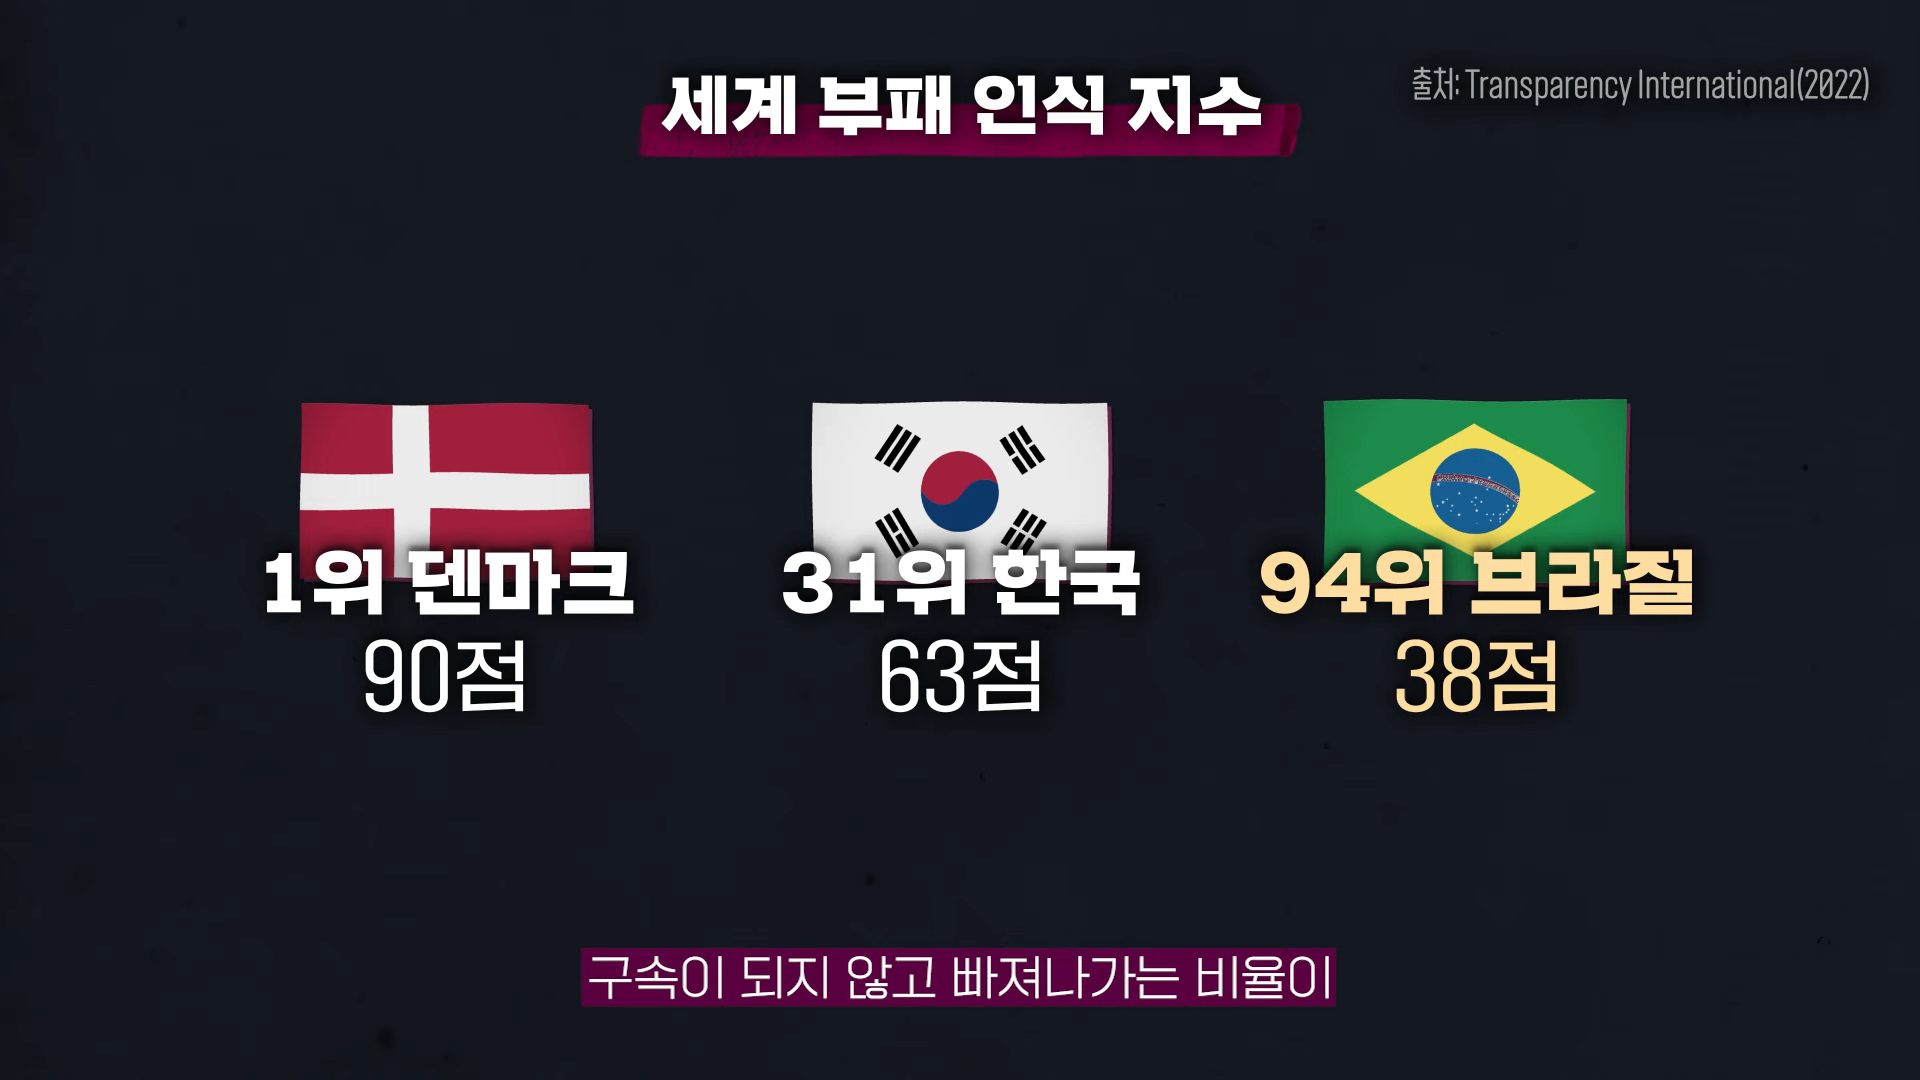 세계 부패 인식 지수
출처: Transparency International(2022)
1위 덴마크
90점
31위 한국
63점
94위 브라질
38점
구속이 되지 않고 빠져나가는 비율이